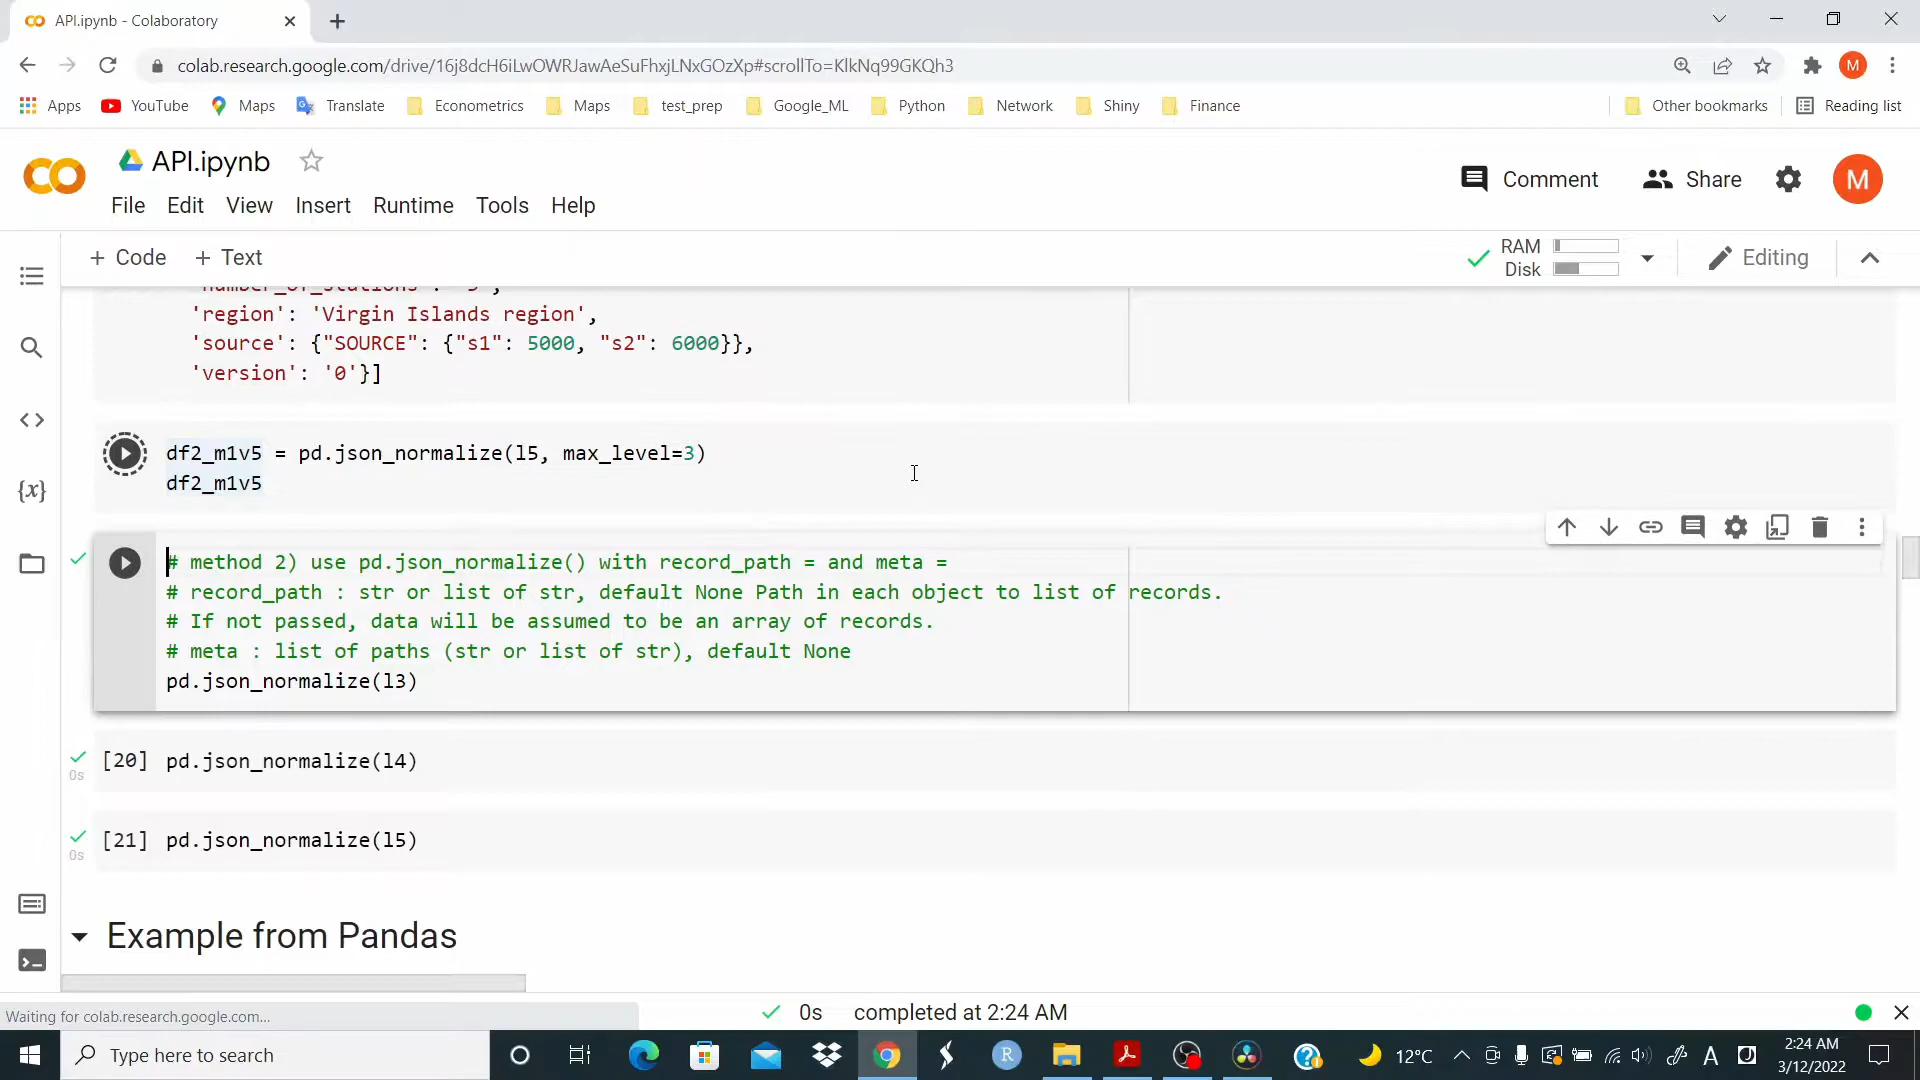 API.ipynb - Colaboratory
colab.research.google.com/drive/16j8dcH6iLwOWRJawAeSuFhxjLNxGOzXp#scrollTo=KlkNq99GKQh3
M
Apps YouTube Maps Translate Econometrics Maps test_prep Google_ML Python Network Shiny Finance Other bookmarks Reading list
API.ipynb
Comment Share M
File Edit View Insert Runtime Tools Help
+ Code + Text RAM Disk Editing
'number_of_stations': '3',
'region': 'Virgin Islands region',
'source': {"SOURCE": {"s1": 5000, "s2": 6000}},
'version': '0'}]
df2_m1v5 = pd.json_normalize(l5, max_level=3)
df2_m1v5
# method 2) use pd.json_normalize() with record_path = and meta =
# record_path : str or list of str, default None Path in each object to list of records.
# If not passed, data will be assumed to be an array of records.
# meta : list of paths (str or list of str), default None
pd.json_normalize(l3)
[20] pd.json_normalize(l4)
0s
[21] pd.json_normalize(l5)
0s
Example from Pandas
Waiting for colab.research.google.com...
0s completed at 2:24 AM
Type here to search
12°C
2:24 AM
3/12/2022